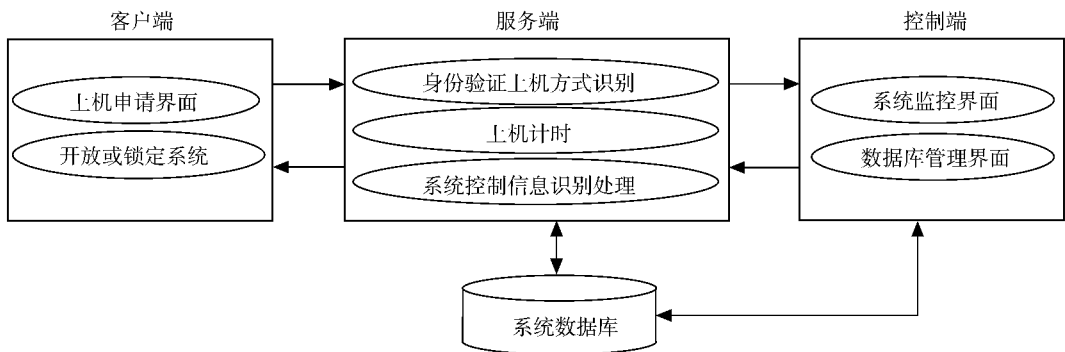 客户端
服务端
控制端
上机申请界面
开放或锁定系统
身份验证上机方式识别
上机计时
系统控制信息识别处理
系统监控界面
数据库管理界面
系统数据库